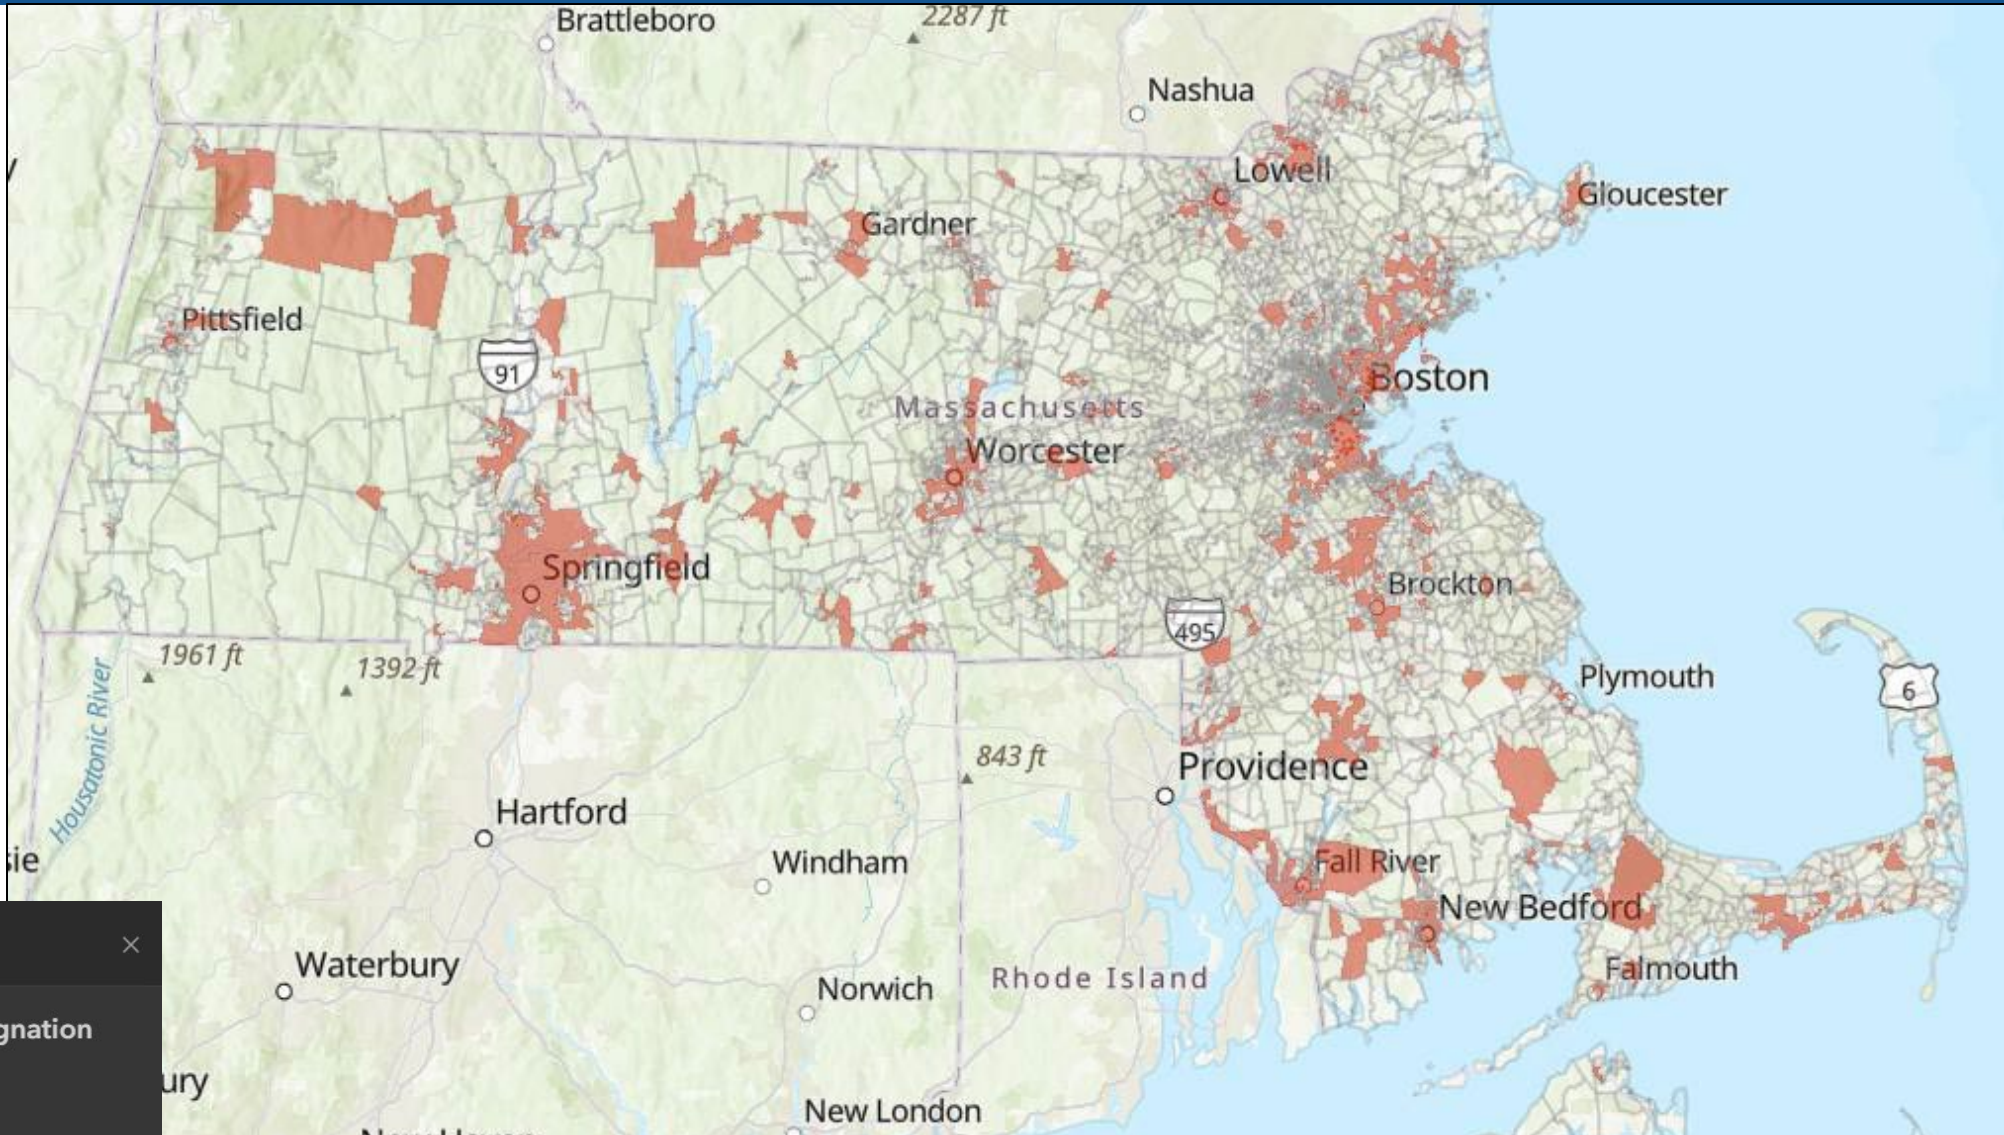 Brattleboro
2287 ft
Nashua
Lowell
Gloucester
Gardner
Pittsfield
91
Boston
Massachusetts
Worcester
Springfield
Brockton
495
1961 ft
1392 ft
Plymouth
6
Housatonic River
843 ft
Providence
Hartford
sie
Windham
Fall River
New Bedford
Waterbury
Norwich
Rhode Island
Falmouth
gnation
ury
New London